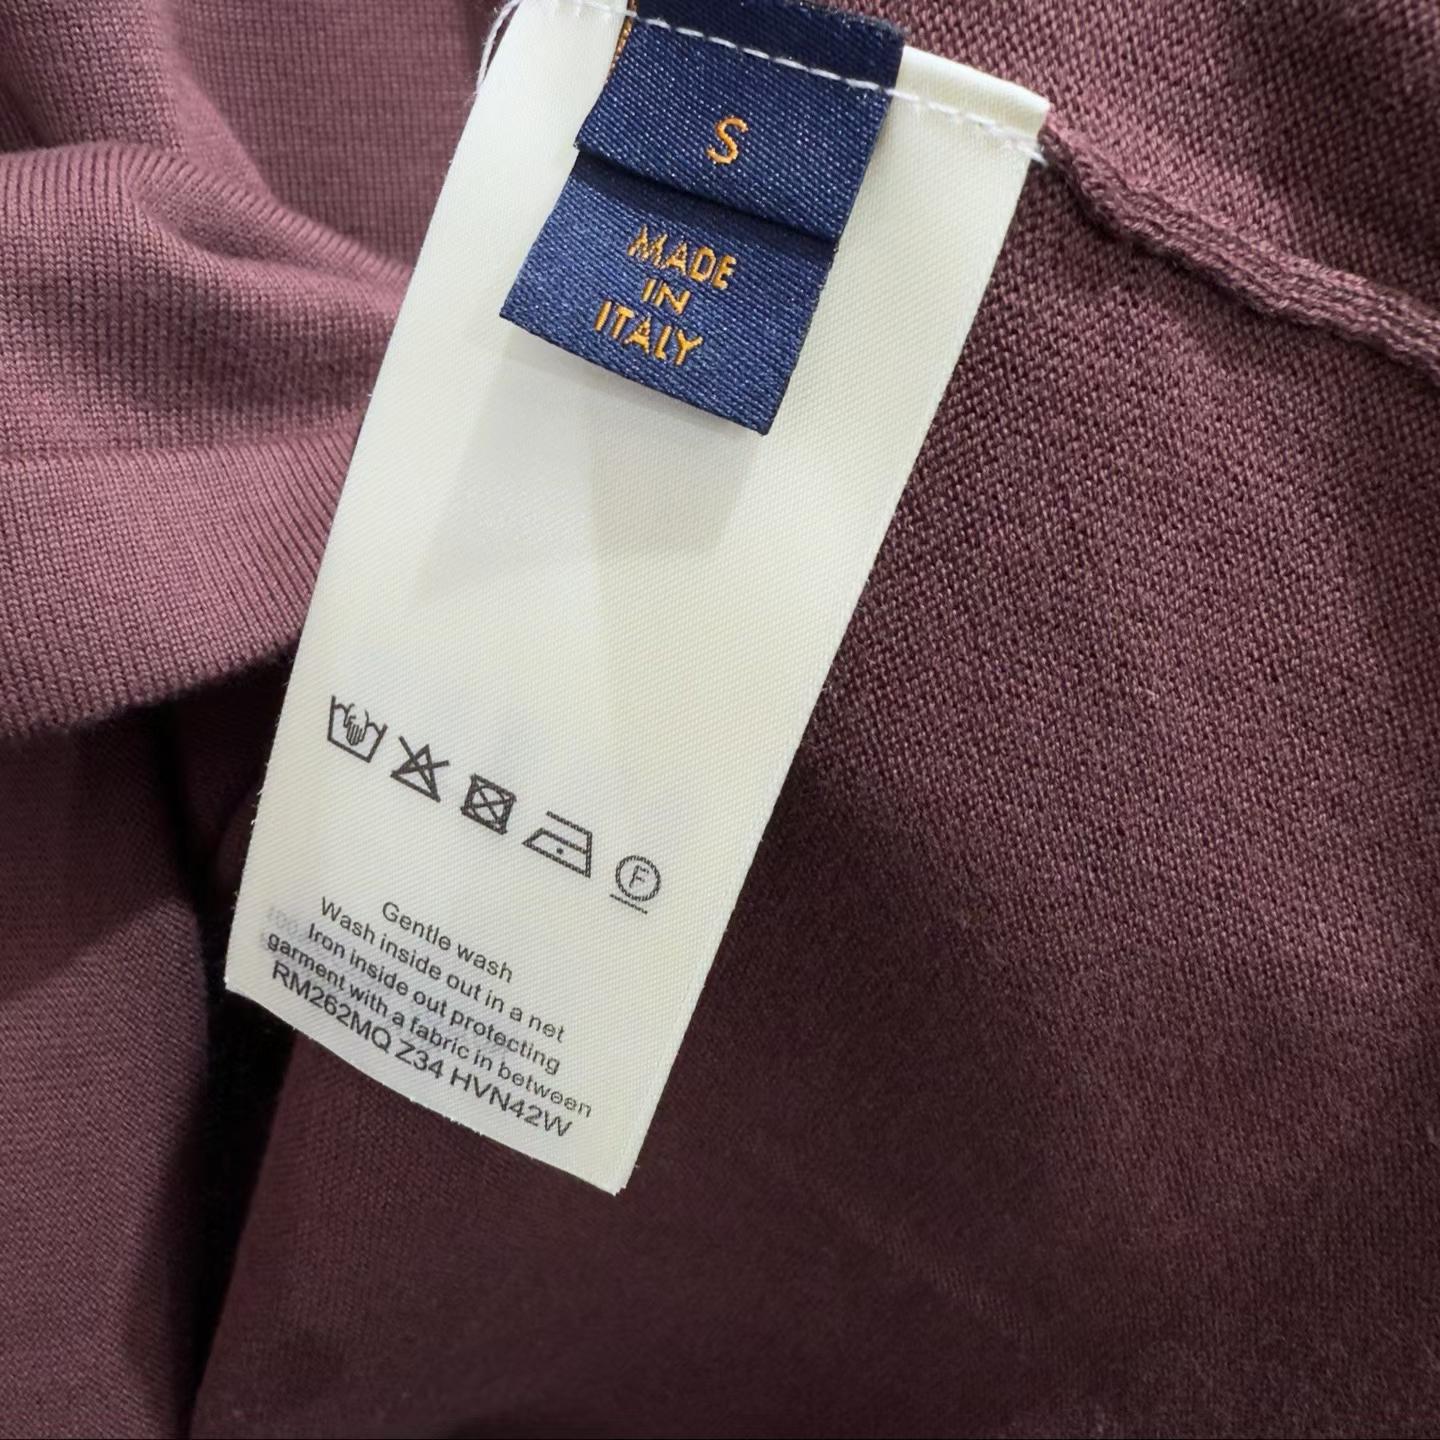 S
MADE
IN
ITALY
F
Gentle wash
Wash inside out in a net
Iron inside out protecting
garment with a fabric in between
RM262MQ Z34 HVN42W